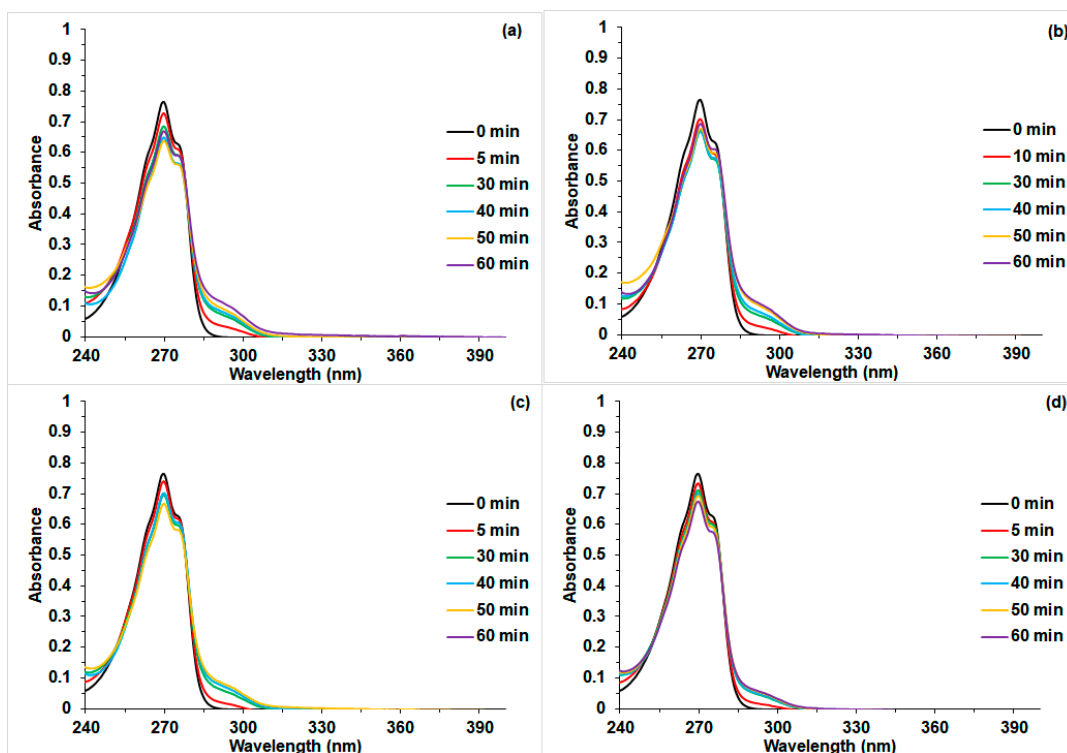 (a)
1
0.9
0.8
0.7
0.6
0.5
0.4
0.3
0.2
0.1
0
Absorbance
240 270 300 330 360 390
Wavelength (nm)
0 min
5 min
30 min
40 min
50 min
60 min
(b)
1
0.9
0.8
0.7
0.6
0.5
0.4
0.3
0.2
0.1
0
Absorbance
240 270 300 330 360 390
Wavelength (nm)
0 min
10 min
30 min
40 min
50 min
60 min
(c)
1
0.9
0.8
0.7
0.6
0.5
0.4
0.3
0.2
0.1
0
Absorbance
240 270 300 330 360 390
Wavelength (nm)
0 min
5 min
30 min
40 min
50 min
60 min
(d)
1
0.9
0.8
0.7
0.6
0.5
0.4
0.3
0.2
0.1
0
Absorbance
240 270 300 330 360 390
Wavelength (nm)
0 min
5 min
30 min
40 min
50 min
60 min